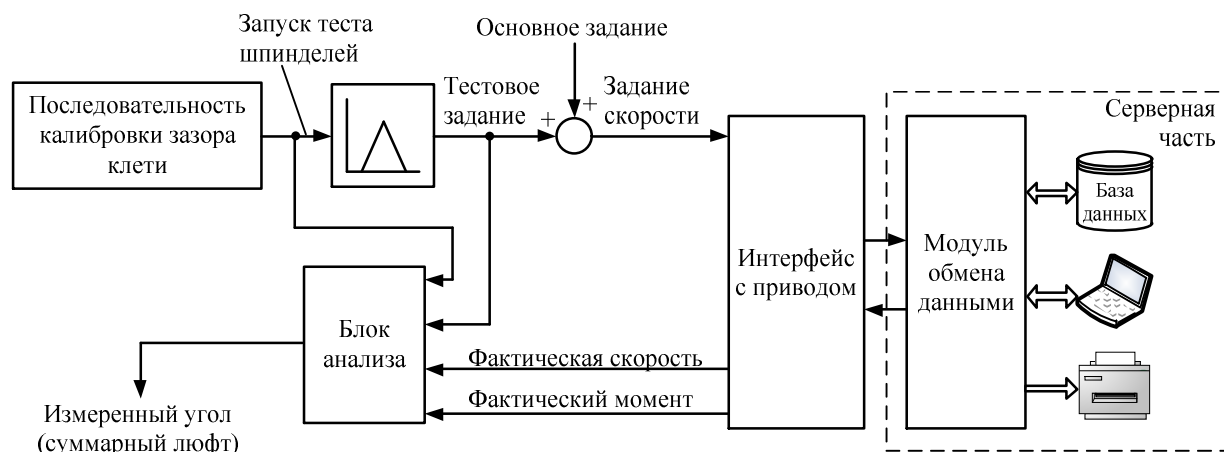 Запуск теста
шпинделей
Основное задание
Последовательность
калибровки зазора
клети
Тестовое
задание
+
+
Задание
скорости
Серверная
часть
База
данных
Интерфейс
с приводом
Модуль
обмена
данными
Блок
анализа
Фактическая скорость
Фактический момент
Измеренный угол
(суммарный люфт)